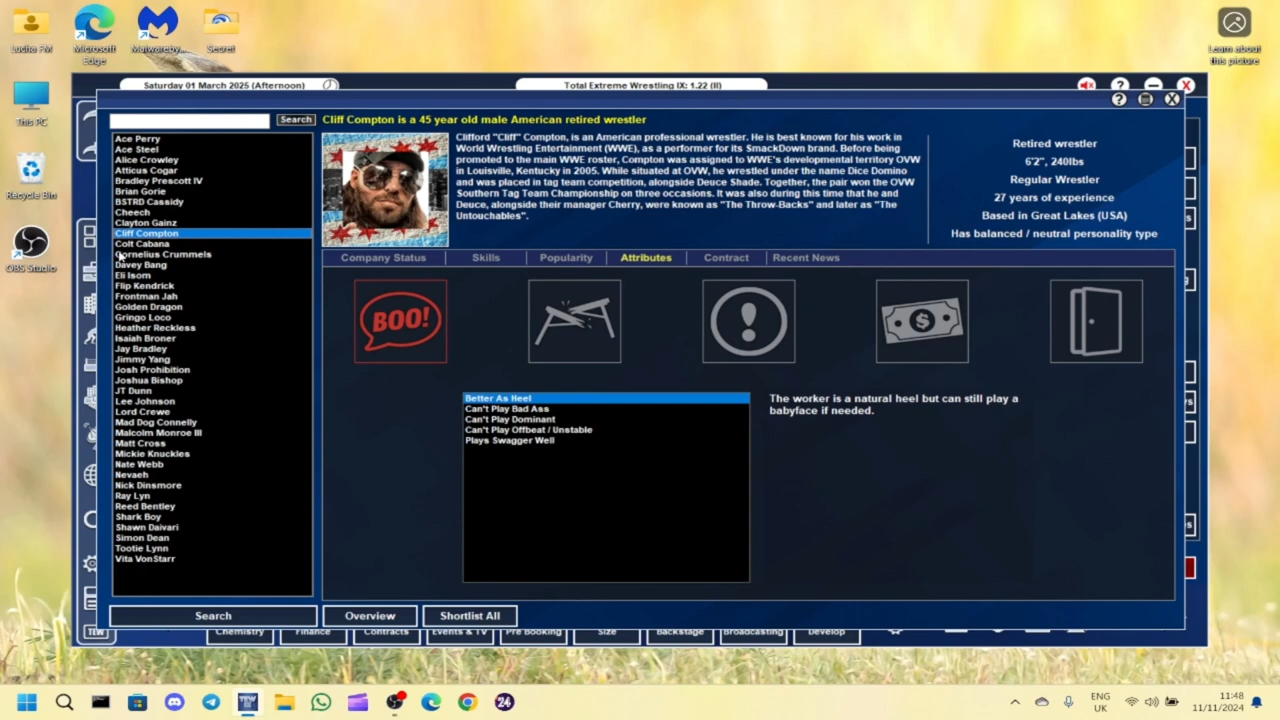 Lucha FM
Microsoft Edge
Malwareby...
Secret
Learn about this picture
This PC
Recycle Bin
OBS Studio
Saturday 01 March 2025 (Afternoon)
Total Extreme Wrestling IX: 1.22 (II)
Search
Cliff Compton is a 45 year old male American retired wrestler
Ace Perry
Ace Steel
Alice Crowley
Atticus Cogar
Bradley Prescott IV
Brian Gorie
BSTRD Cassidy
Cheech
Clayton Gainz
Cliff Compton
Colt Cabana
Cornelius Crummels
Davey Bang
Eli Isom
Flip Kendrick
Frontman Jah
Golden Dragon
Gringo Loco
Heather Reckless
Isaiah Broner
Jay Bradley
Jimmy Yang
Josh Prohibition
Joshua Bishop
JT Dunn
Lee Johnson
Lord Crewe
Mad Dog Connelly
Malcolm Monroe III
Matt Cross
Mickie Knuckles
Nate Webb
Nevaeh
Nick Dinsmore
Ray Lyn
Reed Bentley
Shark Boy
Shawn Daivari
Simon Dean
Tootie Lynn
Vita VonStarr
Clifford "Cliff" Compton, is an American professional wrestler. He is best known for his work in
World Wrestling Entertainment (WWE), as a performer for its SmackDown brand. Before being
promoted to the main WWE roster, Compton was assigned to WWE's developmental territory OVW
in Louisville, Kentucky in 2005. While situated at OVW, he wrestled under the name Dice Domino
and was placed in tag team competition, alongside Deuce Shade. Together, the pair won the OVW
Southern Tag Team Championship on three occasions. It was also during this time that he and
Deuce, alongside their manager Cherry, were known as "The Throw-Backs" and later as "The
Untouchables".
Retired wrestler
6'2", 240lbs
Regular Wrestler
27 years of experience
Based in Great Lakes (USA)
Has balanced / neutral personality type
Company Status
Skills
Popularity
Attributes
Contract
Recent News
BOO!
Better As Heel
Can't Play Bad Ass
Can't Play Dominant
Can't Play Offbeat / Unstable
Plays Swagger Well
The worker is a natural heel but can still play a
babyface if needed.
Search
Overview
Shortlist All
TEW
Chemistry
Finance
Contracts
Events & TV
Pre Booking
Size
Backstage
Broadcasting
Develop
24
ENG
UK
11:48
11/11/2024